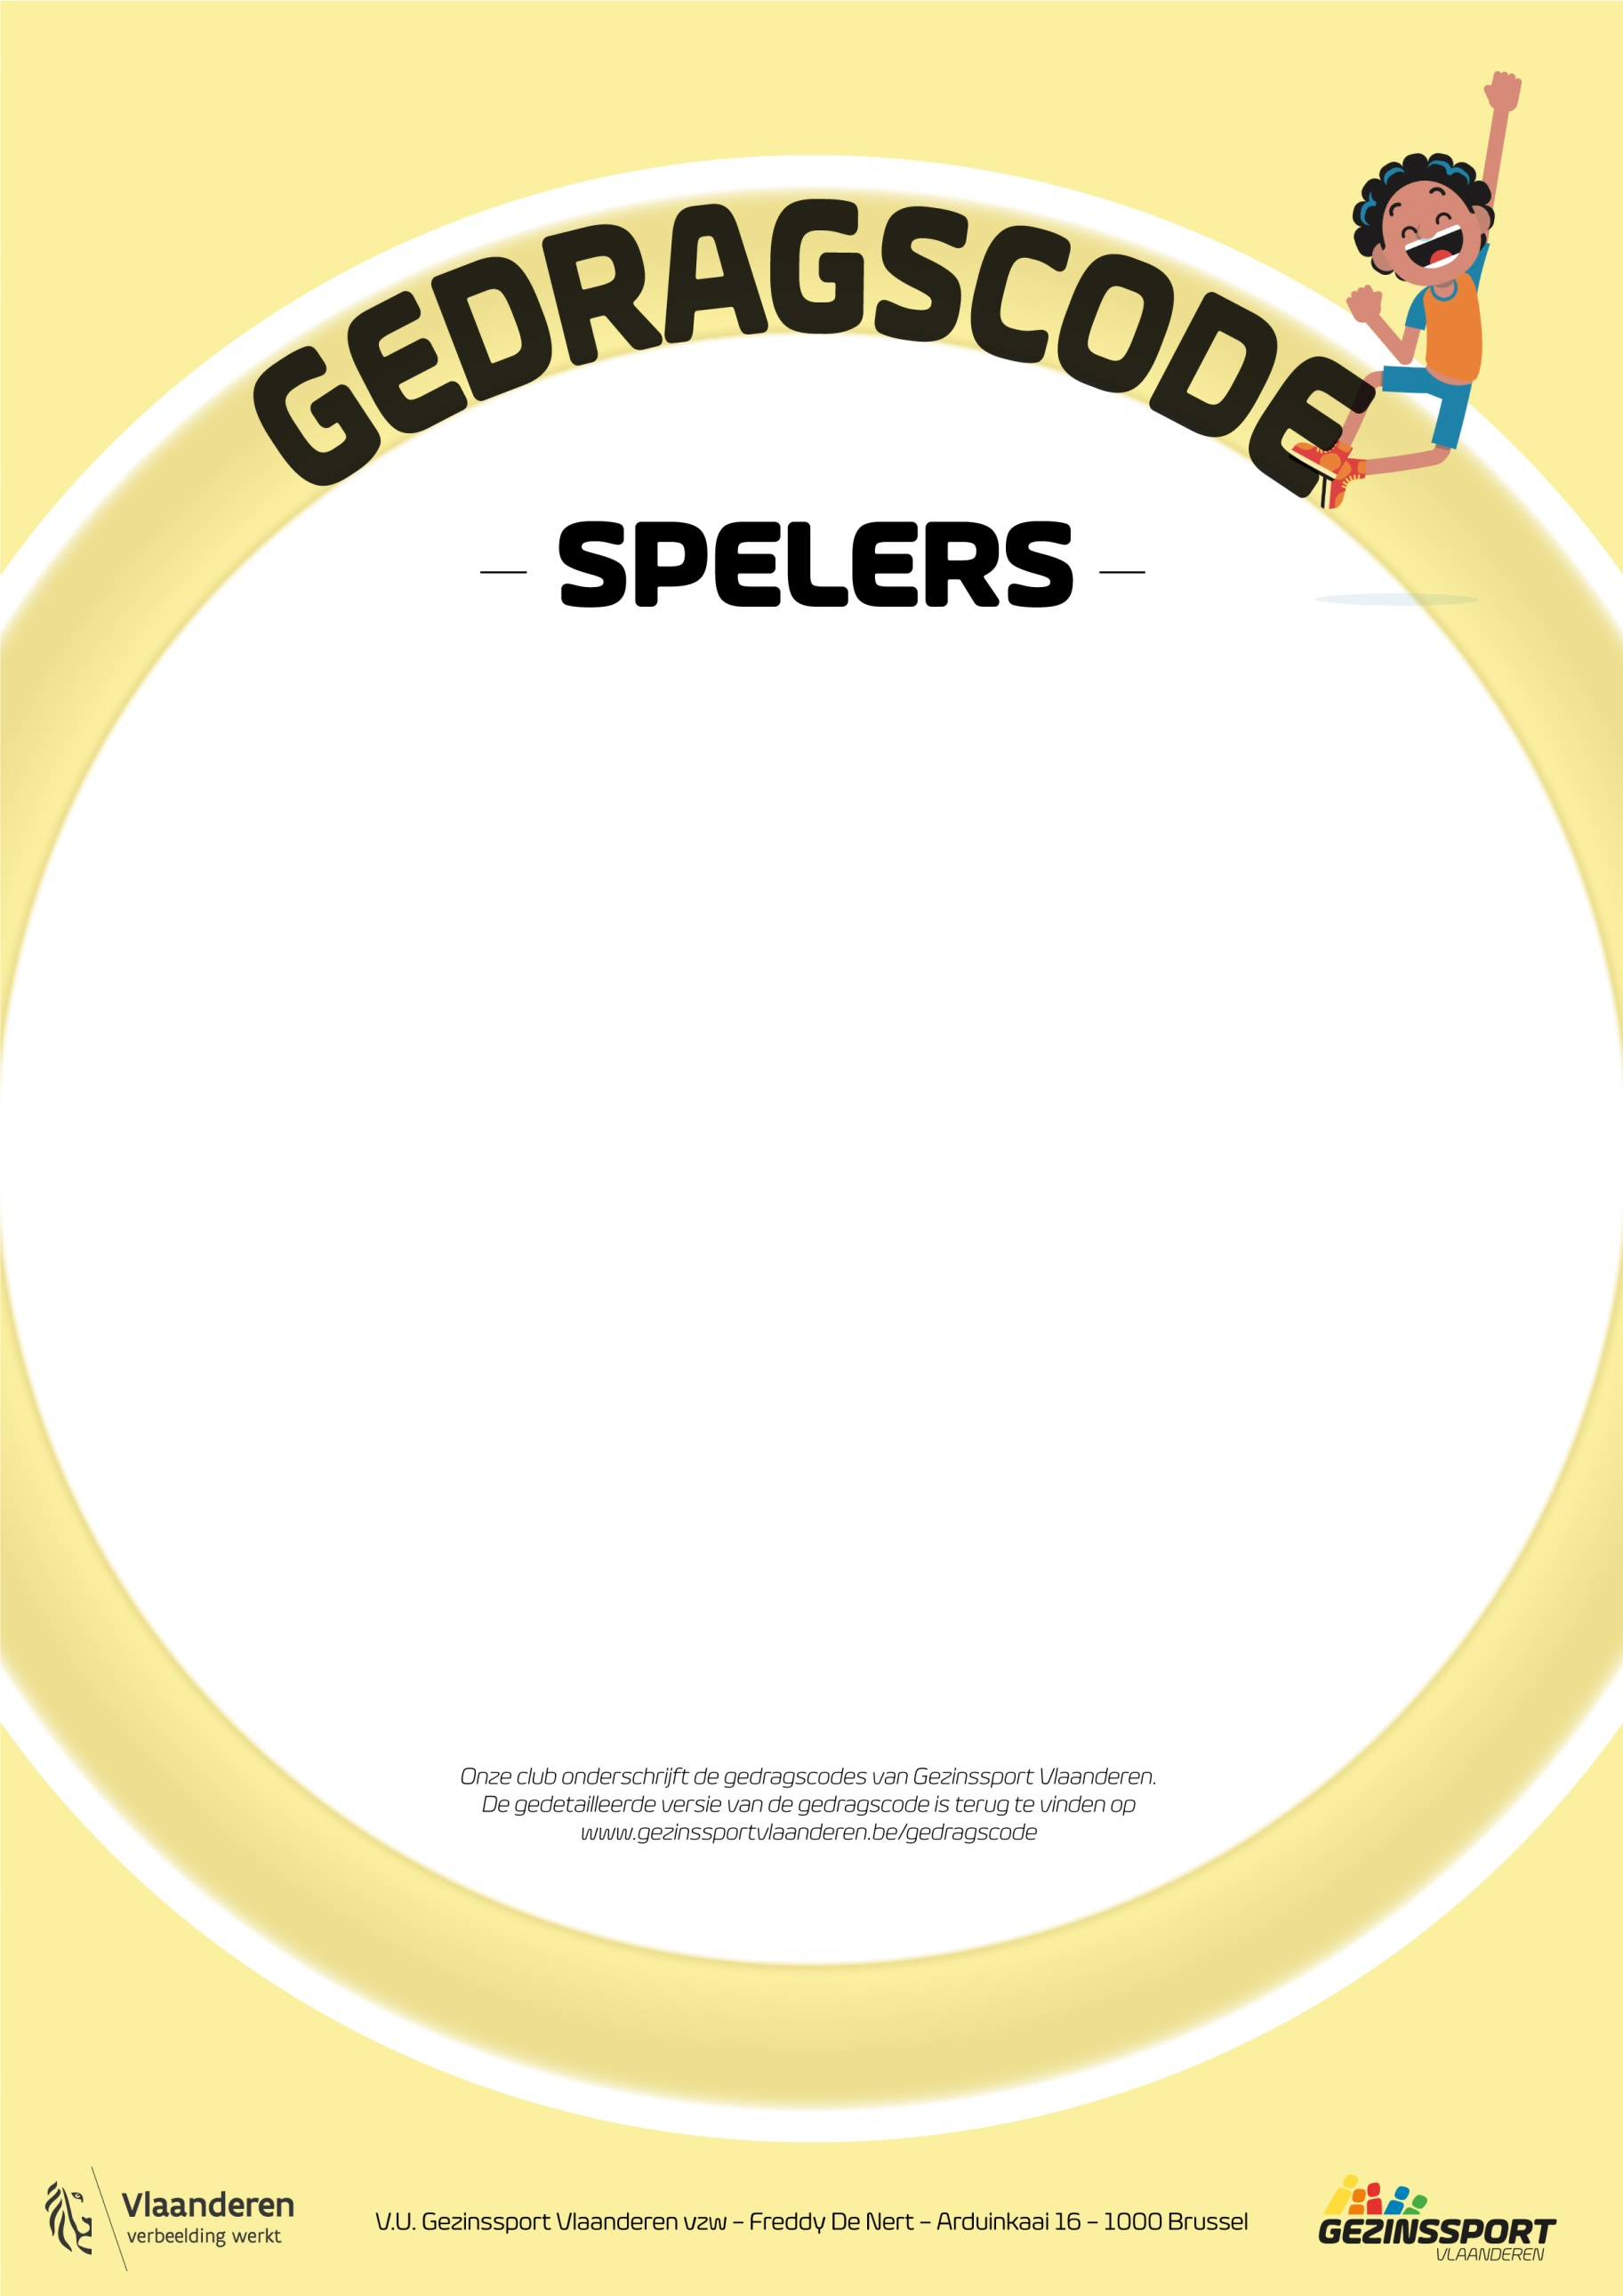 GEDRAGSCODE
— SPELERS —
Onze club onderschrijft de gedragscodes van Gezinssport Vlaanderen.
De gedetailleerde versie van de gedragscode is terug te vinden op
www.gezinssportvlaanderen.be/gedragscode
Vlaanderen
verbeelding werkt
V.U. Gezinssport Vlaanderen vzw – Freddy De Nert – Arduinkaai 16 – 1000 Brussel
GEZINSSPORT
VLAANDEREN